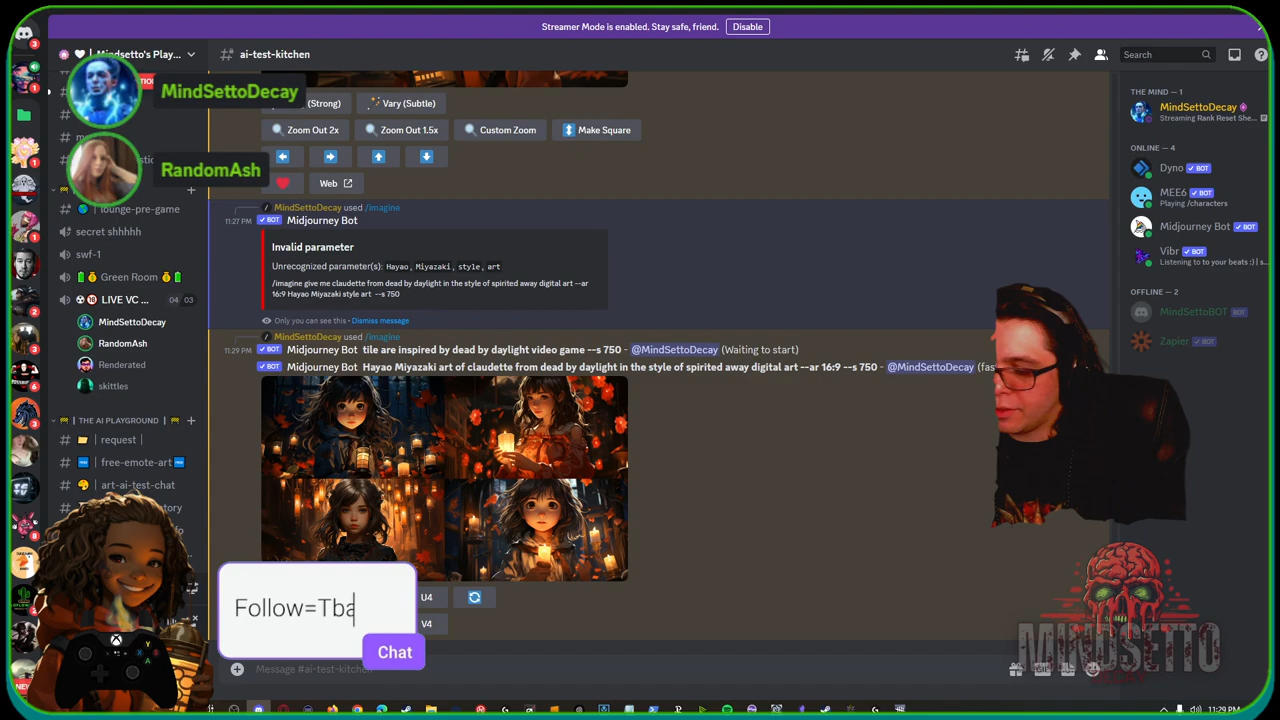 Streamer Mode is enabled. Stay safe, friend.
Disable
Mindsetto's Play...
ai-test-kitchen
Search
MindSettoDecay
RandomAsh
lounge-pre-game
secret shhhhh
swf-1
Green Room
LIVE VC ...
04 03
MindSettoDecay
RandomAsh
Renderated
skittles
THE AI PLAYGROUND
request
free-emote-art
art-ai-test-chat
(Strong)
Vary (Subtle)
Zoom Out 2x
Zoom Out 1.5x
Custom Zoom
Make Square
Web
MindSettoDecay used /imagine
11:27 PM BOT Midjourney Bot
Invalid parameter
Unrecognized parameter(s): Hayao, Miyazaki, style, art
/imagine give me claudette from dead by daylight in the style of spirited away digital art --ar
16:9 Hayao Miyazaki style art --s 750
Only you can see this • Dismiss message
MindSettoDecay used /imagine
11:29 PM BOT Midjourney Bot tile are inspired by dead by daylight video game --s 750 - @MindSettoDecay (Waiting to start)
BOT Midjourney Bot Hayao Miyazaki art of claudette from dead by daylight in the style of spirited away digital art --ar 16:9 --s 750 - @MindSettoDecay (fas
U4
V4
Follow=Tba
Chat
Message #ai-test-kitchen
THE MIND — 1
MindSettoDecay
Streaming Rank Reset She...
ONLINE — 4
Dyno BOT
MEE6 BOT
Playing /characters
Midjourney Bot BOT
Vibr BOT
Listening to to your beats :) | s...
OFFLINE — 2
MindSettoBOT BOT
Zapier BOT
MINDSETTO
DECAY
NEW
11:29 PM